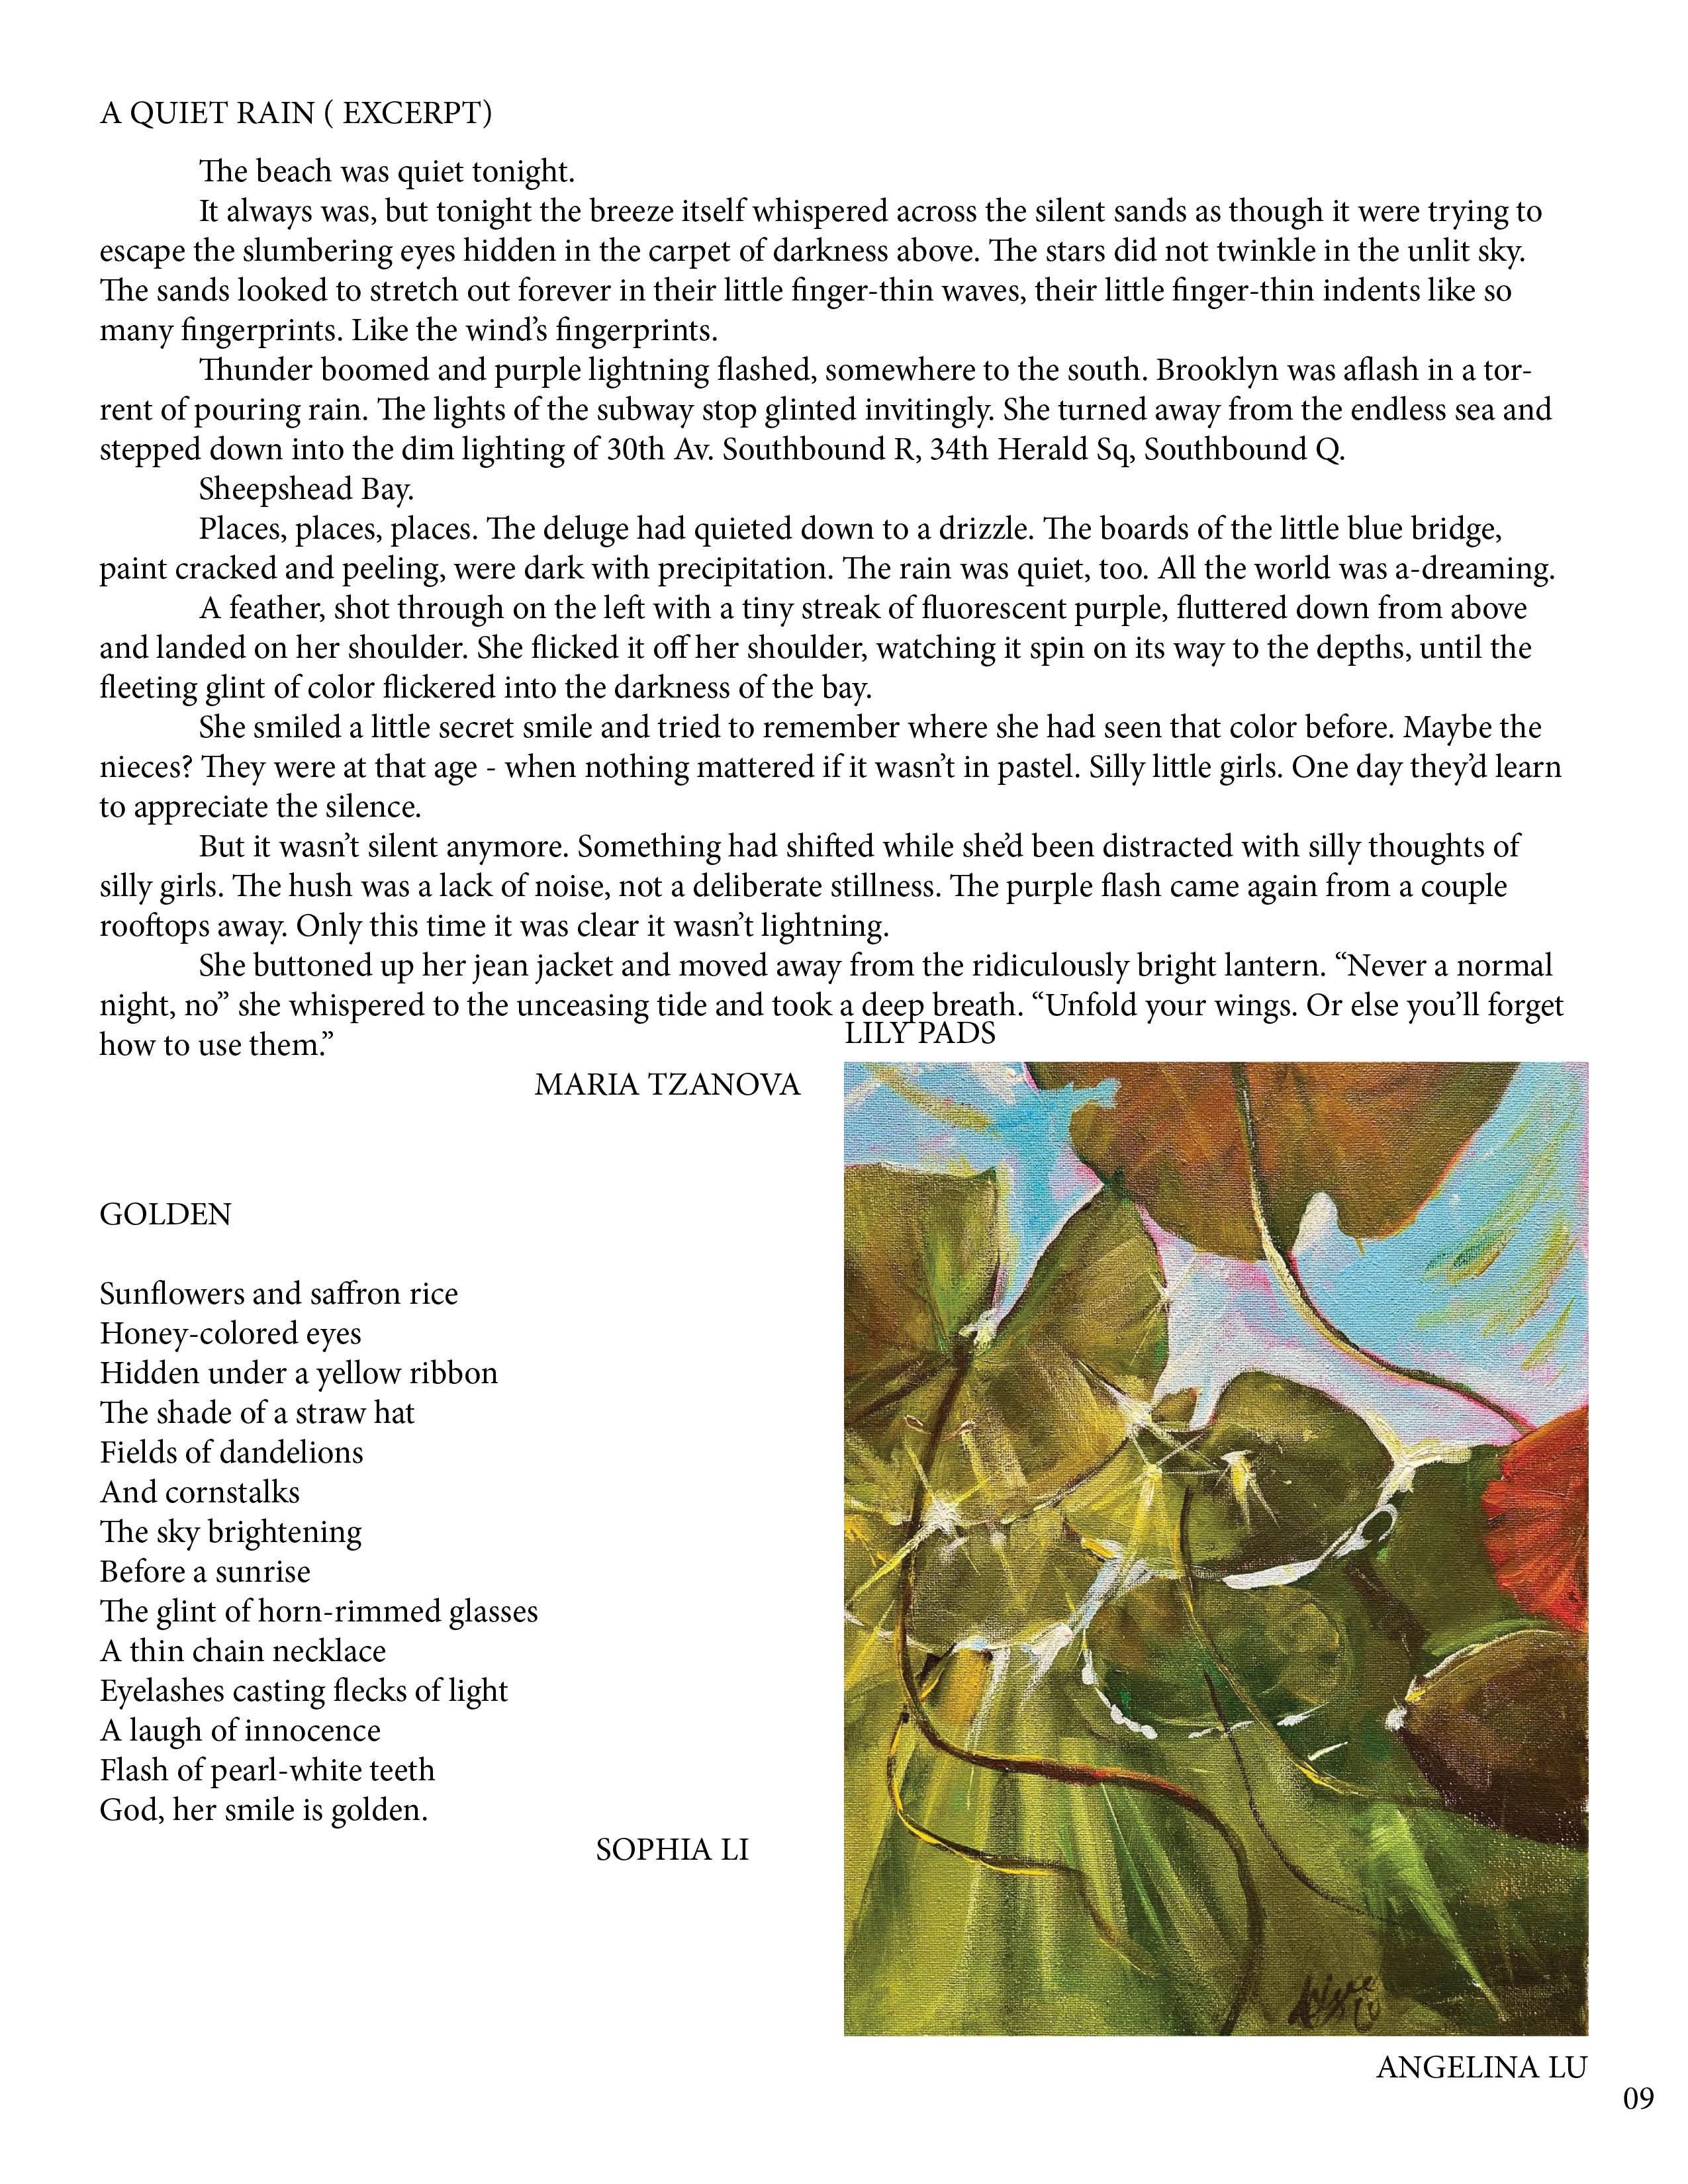 A QUIET RAIN ( EXCERPT)
The beach was quiet tonight.
It always was, but tonight the breeze itself whispered across the silent sands as though it were trying to
escape the slumbering eyes hidden in the carpet of darkness above. The stars did not twinkle in the unlit sky.
The sands looked to stretch out forever in their little finger-thin waves, their little finger-thin indents like so
many fingerprints. Like the wind’s fingerprints.
Thunder boomed and purple lightning flashed, somewhere to the south. Brooklyn was aflash in a tor-
rent of pouring rain. The lights of the subway stop glinted invitingly. She turned away from the endless sea and
stepped down into the dim lighting of 30th Av. Southbound R, 34th Herald Sq, Southbound Q.
Sheepshead Bay.
Places, places, places. The deluge had quieted down to a drizzle. The boards of the little blue bridge,
paint cracked and peeling, were dark with precipitation. The rain was quiet, too. All the world was a-dreaming.
A feather, shot through on the left with a tiny streak of fluorescent purple, fluttered down from above
and landed on her shoulder. She flicked it off her shoulder, watching it spin on its way to the depths, until the
fleeting glint of color flickered into the darkness of the bay.
She smiled a little secret smile and tried to remember where she had seen that color before. Maybe the
nieces? They were at that age - when nothing mattered if it wasn’t in pastel. Silly little girls. One day they’d learn
to appreciate the silence.
But it wasn’t silent anymore. Something had shifted while she’d been distracted with silly thoughts of
silly girls. The hush was a lack of noise, not a deliberate stillness. The purple flash came again from a couple
rooftops away. Only this time it was clear it wasn’t lightning.
She buttoned up her jean jacket and moved away from the ridiculously bright lantern. “Never a normal
night, no” she whispered to the unceasing tide and took a deep breath. “Unfold your wings. Or else you’ll forget
how to use them.”
MARIA TZANOVA
GOLDEN
Sunflowers and saffron rice
Honey-colored eyes
Hidden under a yellow ribbon
The shade of a straw hat
Fields of dandelions
And cornstalks
The sky brightening
Before a sunrise
The glint of horn-rimmed glasses
A thin chain necklace
Eyelashes casting flecks of light
A laugh of innocence
Flash of pearl-white teeth
God, her smile is golden.
SOPHIA LI
LILY PADS
ANGELINA LU
09